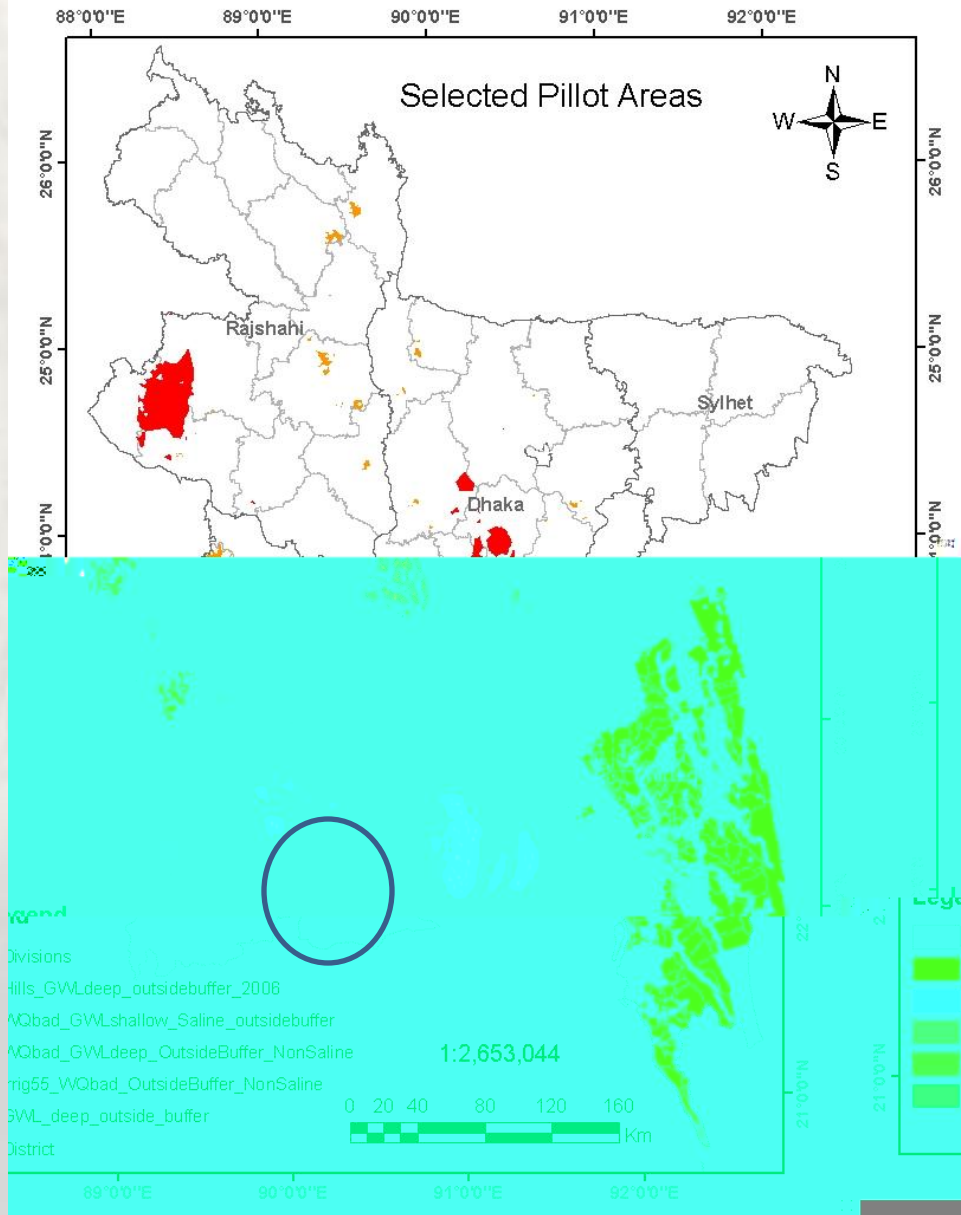 88°0'0"E 89°0'0"E 90°0'0"E 91°0'0"E 92°0'0"E
Selected Pillot Areas
N
W E
S
26°0'0"N 26°0'0"N
Rajshahi
25°0'0"N 25°0'0"N
Sylhet
Dhaka
Divisions
Hills_GWLdeep_outsidebuffer_2006
WQbad_GWLshallow_Saline_outsidebuffer
WQbad_GWLdeep_OutsideBuffer_NonSaline
1:2,653,044
rrig55_WQbad_OutsideBuffer_NonSaline
GWL_deep_outside_buffer
0 20 40 80 120 160
Km
District
21°0'0"N 21°0'0"N
89°0'0"E 90°0'0"E 91°0'0"E 92°0'0"E